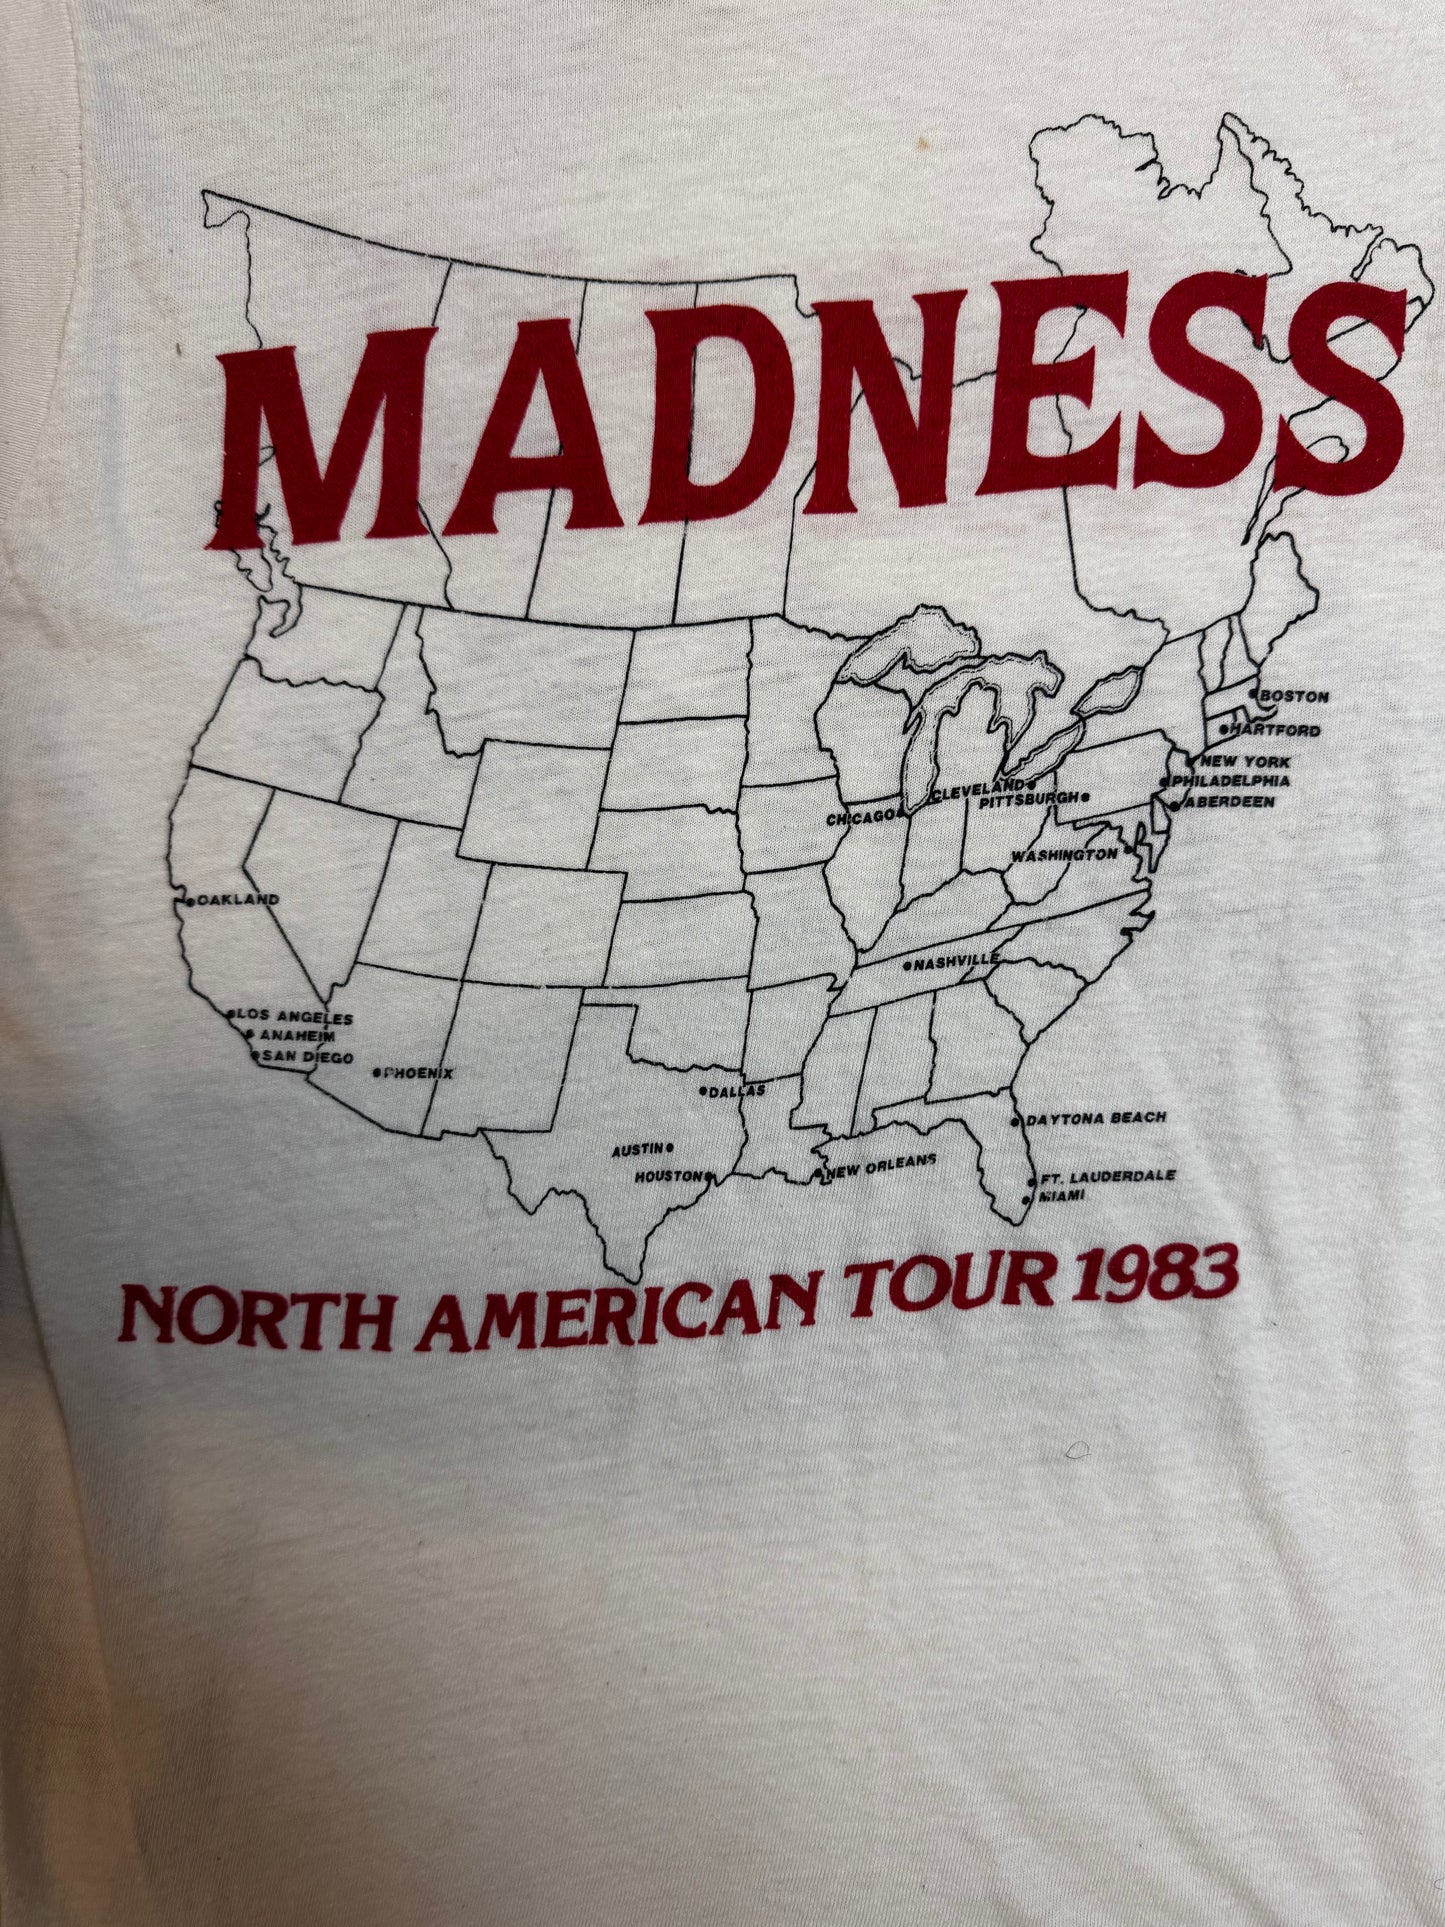 MADNESS
BOSTON
HARTFORD
NEW YORK
PHILADELPHIA
CLEVELAND
PITTSBURGH
ABERDEEN
CHICAGO
WASHINGTON
OAKLAND
NASHVILLE
LOS ANGELES
ANAHEIM
SAN DIEGO
PHOENIX
DALLAS
DAYTONA BEACH
AUSTIN
NEW ORLEANS
HOUSTON
FT. LAUDERDALE
MIAMI
NORTH AMERICAN TOUR 1983